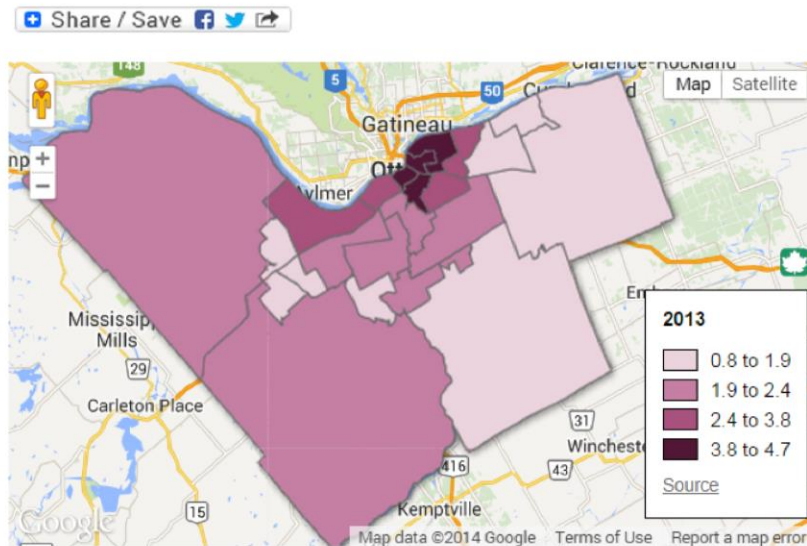 Share / Save
148
5
50
Clarence-Rockland
Map Satellite
Gatineau
Aylmer
Mississippi
Mills
29
Carleton Place
15
Kemptville
416
43
31
2013
0.8 to 1.9
1.9 to 2.4
2.4 to 3.8
3.8 to 4.7
Source
Google
Map data ©2014 Google Terms of Use Report a map error